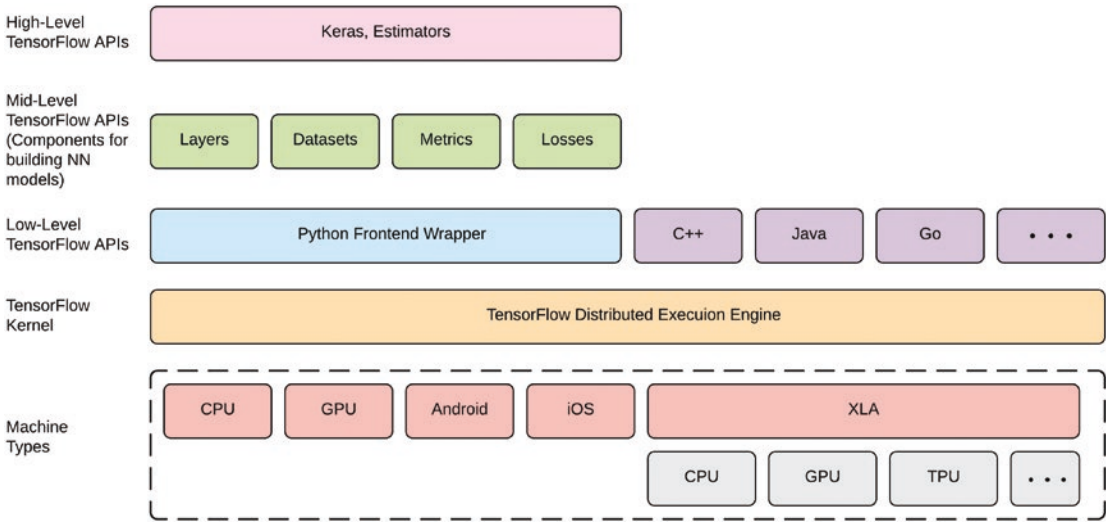 High-Level
TensorFlow APIs
Keras, Estimators
Mid-Level
TensorFlow APIs
(Components for
building NN
models)
Layers
Datasets
Metrics
Losses
Low-Level
TensorFlow APIs
Python Frontend Wrapper
C++
Java
Go
• • •
TensorFlow
Kernel
TensorFlow Distributed Execuion Engine
Machine
Types
CPU
GPU
Android
iOS
XLA
CPU
GPU
TPU
• • •